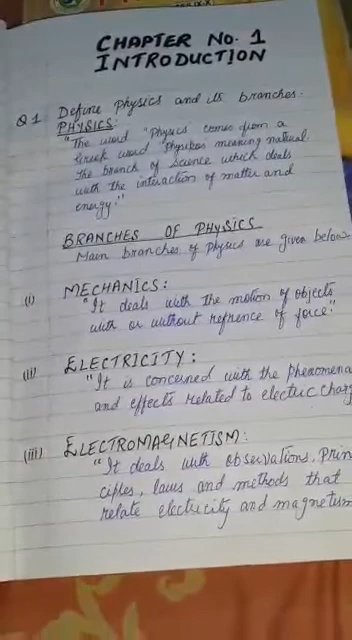 CHAPTER NO. 1
INTRODUCTION
Q1 Define physics and its branches.
PHYSICS:
"The word "Physics" comes from a
Greek word "Physikos" meaning natural.
The branch of science which deals
with the interaction of matter and
energy."
BRANCHES OF PHYSICS
Main branches of physics are given below.
(i) MECHANICS:
"It deals with the motion of objects
with or without refrence of force"
(ii) ELECTRICITY:
"It is concerned with the phenomena
and effects related to electric charg
(iii) ELECTROMAGNETISM:
"It deals with observations, prin
ciples, laws and methods that
relate electricity and magnetism